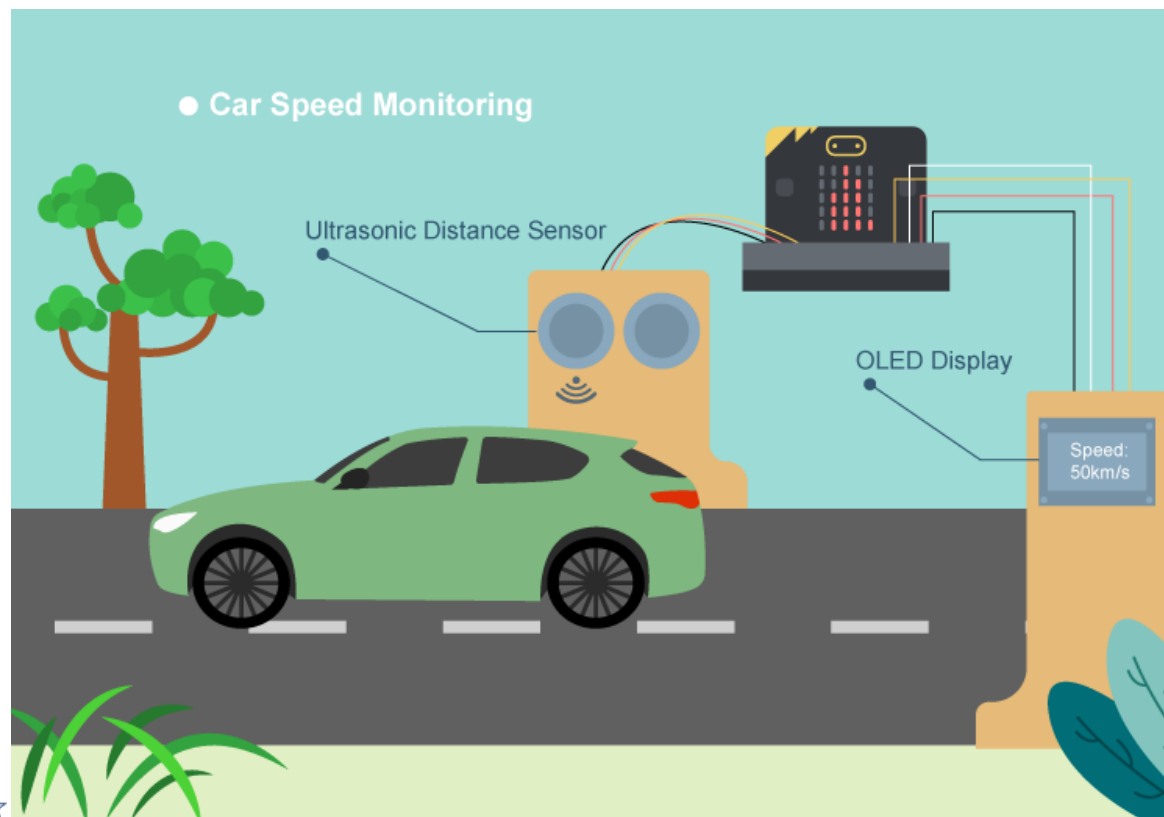 Car Speed Monitoring
Ultrasonic Distance Sensor
OLED Display
Speed:
50km/s